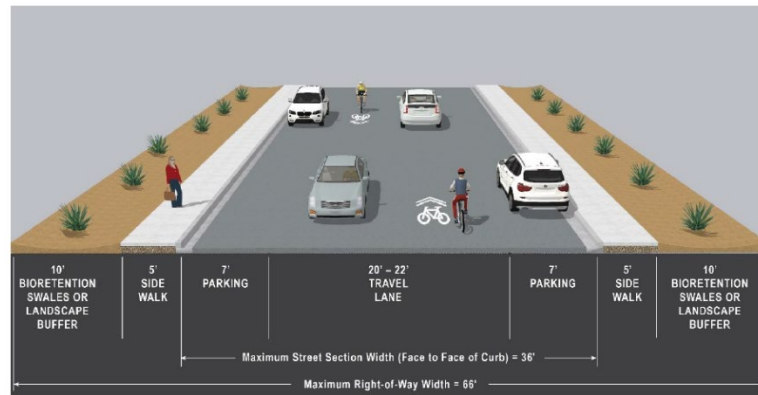 10'
BIORETENTION
SWALES OR
LANDSCAPE
BUFFER
5'
SIDE
WALK
7'
PARKING
20' – 22'
TRAVEL
LANE
7'
PARKING
5'
SIDE
WALK
10'
BIORETENTION
SWALES OR
LANDSCAPE
BUFFER
Maximum Street Section Width (Face to Face of Curb) = 36'
Maximum Right-of-Way Width = 66'